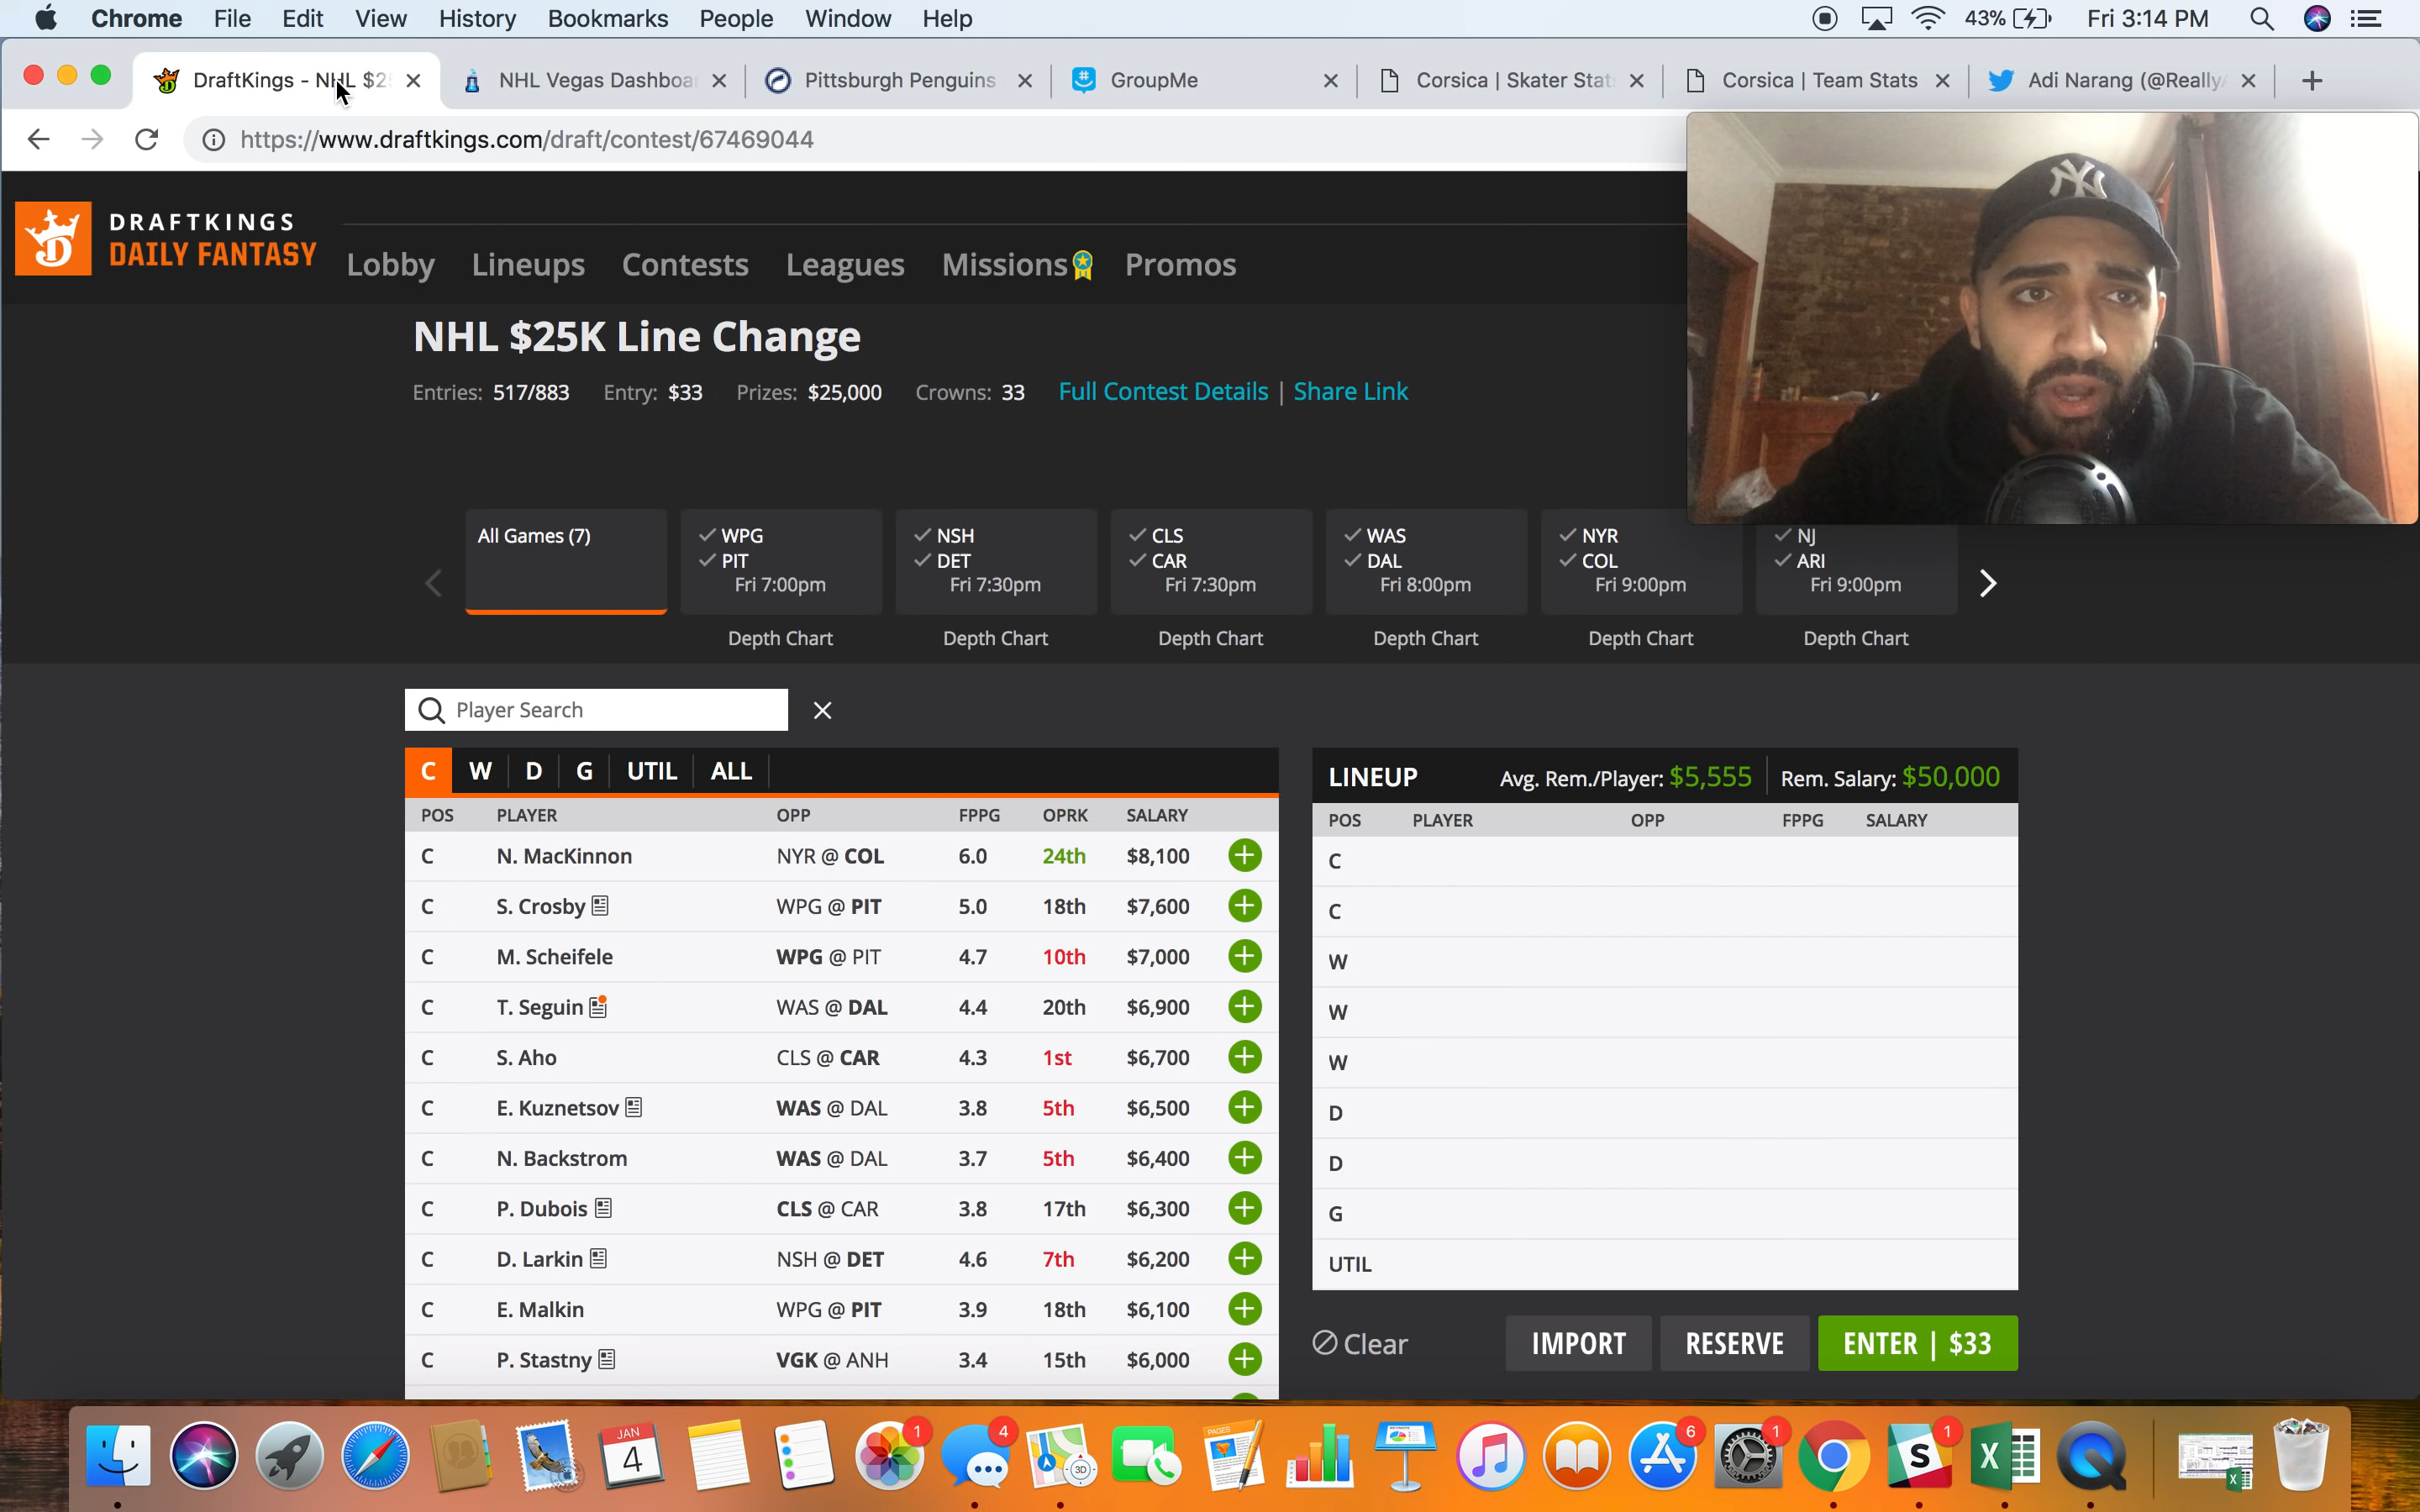 Chrome File Edit View History Bookmarks People Window Help 43% Fri 3:14 PM
DraftKings - NHL $25 NHL Vegas Dashboa Pittsburgh Penguins GroupMe Corsica | Skater Stat Corsica | Team Stats Adi Narang (@Really
https://www.draftkings.com/draft/contest/67469044
DRAFTKINGS
DAILY FANTASY
Lobby Lineups Contests Leagues Missions Promos
NHL $25K Line Change
Entries: 517/883 Entry: $33 Prizes: $25,000 Crowns: 33 Full Contest Details | Share Link
All Games (7) WPG NSH CLS WAS NYR NJ
PIT DET CAR DAL COL ARI
Fri 7:00pm Fri 7:30pm Fri 7:30pm Fri 8:00pm Fri 9:00pm Fri 9:00pm
Depth Chart Depth Chart Depth Chart Depth Chart Depth Chart Depth Chart
Player Search
C W D G UTIL ALL
POS PLAYER OPP FPPG OPRK SALARY
C N. MacKinnon NYR @ COL 6.0 24th $8,100
C S. Crosby WPG @ PIT 5.0 18th $7,600
C M. Scheifele WPG @ PIT 4.7 10th $7,000
C T. Seguin WAS @ DAL 4.4 20th $6,900
C S. Aho CLS @ CAR 4.3 1st $6,700
C E. Kuznetsov WAS @ DAL 3.8 5th $6,500
C N. Backstrom WAS @ DAL 3.7 5th $6,400
C P. Dubois CLS @ CAR 3.8 17th $6,300
C D. Larkin NSH @ DET 4.6 7th $6,200
C E. Malkin WPG @ PIT 3.9 18th $6,100
C P. Stastny VGK @ ANH 3.4 15th $6,000
LINEUP Avg. Rem./Player: $5,555 Rem. Salary: $50,000
POS PLAYER OPP FPPG SALARY
C
C
W
W
W
D
D
G
UTIL
Clear IMPORT RESERVE ENTER | $33
JAN
4
1
4
3D
PAGES
6
1
S
1
X